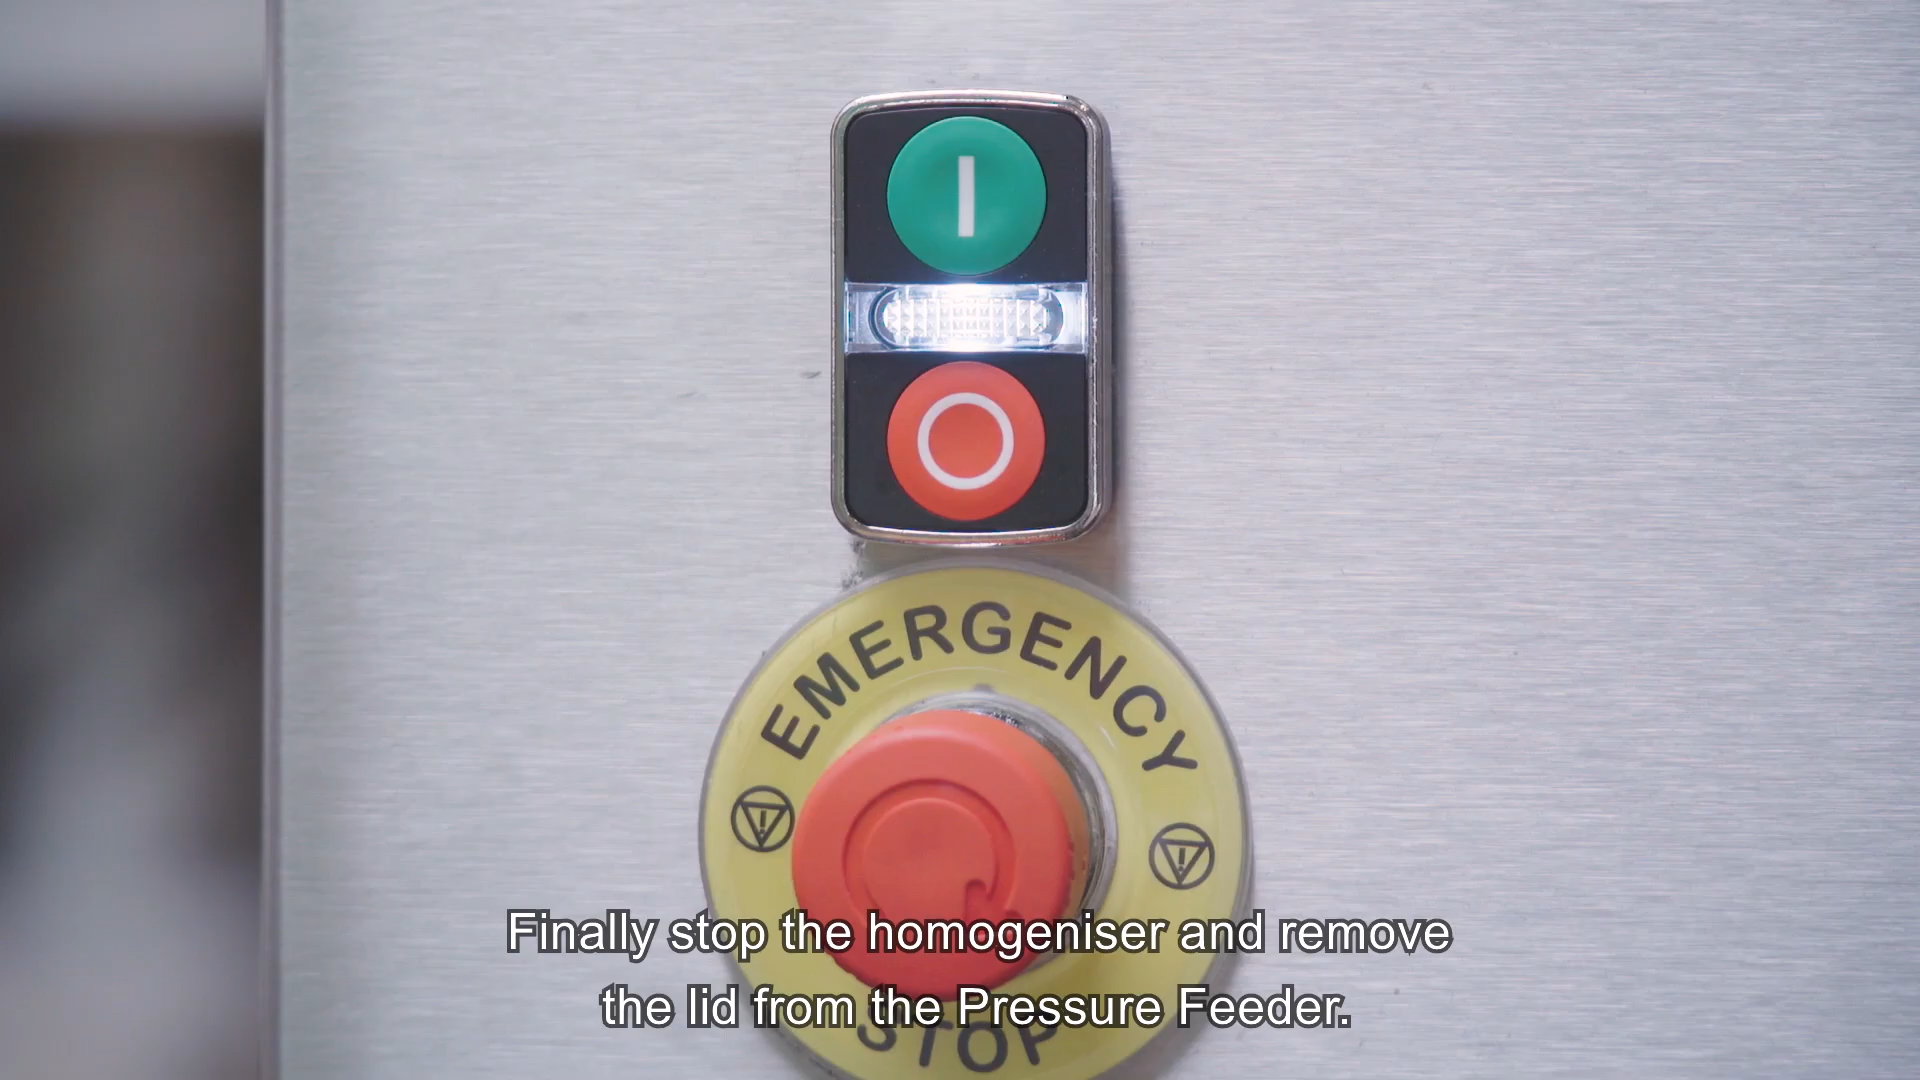 EMERGENCY
STOP
Finally stop the homogeniser and remove
the lid from the Pressure Feeder.